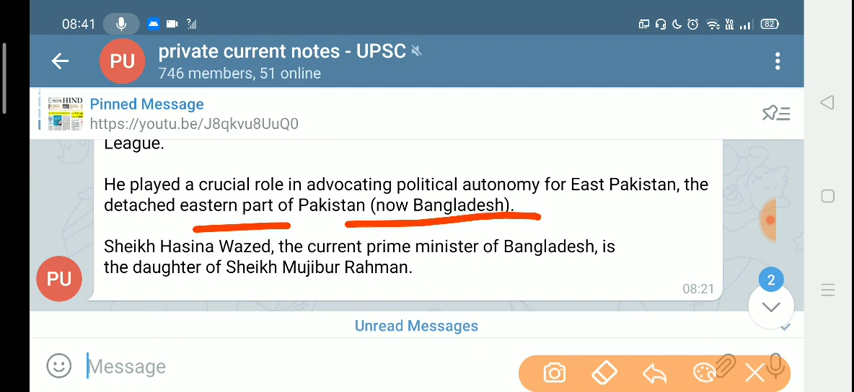 08:41
82
PU
private current notes - UPSC
746 members, 51 online
Pinned Message
https://youtu.be/J8qkvu8UuQ0
League.
He played a crucial role in advocating political autonomy for East Pakistan, the
detached eastern part of Pakistan (now Bangladesh).
Sheikh Hasina Wazed, the current prime minister of Bangladesh, is
the daughter of Sheikh Mujibur Rahman.
PU
08:21
2
Unread Messages
Message